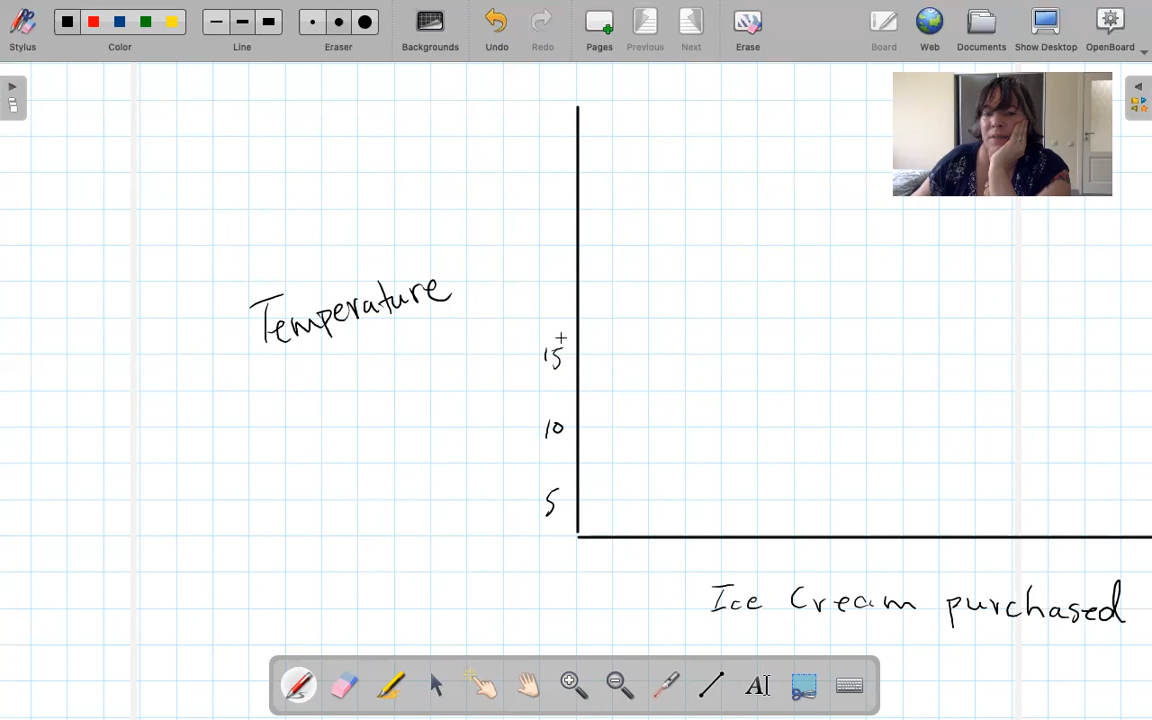 Stylus Color Line Eraser Backgrounds Undo Redo Pages Previous Next Erase Board Web Documents Show Desktop OpenBoard
Temperature
15
10
5
Ice Cream purchased
AI